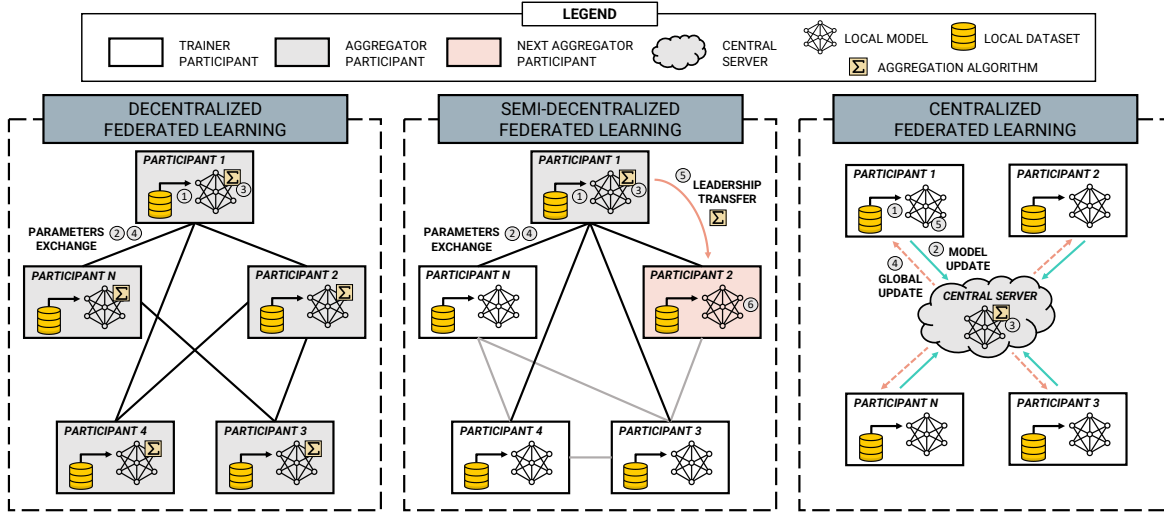 LEGEND
TRAINER
PARTICIPANT
AGGREGATOR
PARTICIPANT
NEXT AGGREGATOR
PARTICIPANT
CENTRAL
SERVER
LOCAL MODEL
LOCAL DATASET
Σ AGGREGATION ALGORITHM
DECENTRALIZED
FEDERATED LEARNING
PARTICIPANT 1
Σ
1 3
PARAMETERS
EXCHANGE
2 4
PARTICIPANT N
Σ
PARTICIPANT 2
Σ
PARTICIPANT 4
Σ
PARTICIPANT 3
Σ
SEMI-DECENTRALIZED
FEDERATED LEARNING
PARTICIPANT 1
Σ
1 3
5
LEADERSHIP
TRANSFER
Σ
PARAMETERS
EXCHANGE
2 4
PARTICIPANT N
PARTICIPANT 2
6
PARTICIPANT 4
PARTICIPANT 3
CENTRALIZED
FEDERATED LEARNING
PARTICIPANT 1
1
5
PARTICIPANT 2
2 MODEL
UPDATE
4
GLOBAL
UPDATE
CENTRAL SERVER
Σ
3
PARTICIPANT N
PARTICIPANT 3